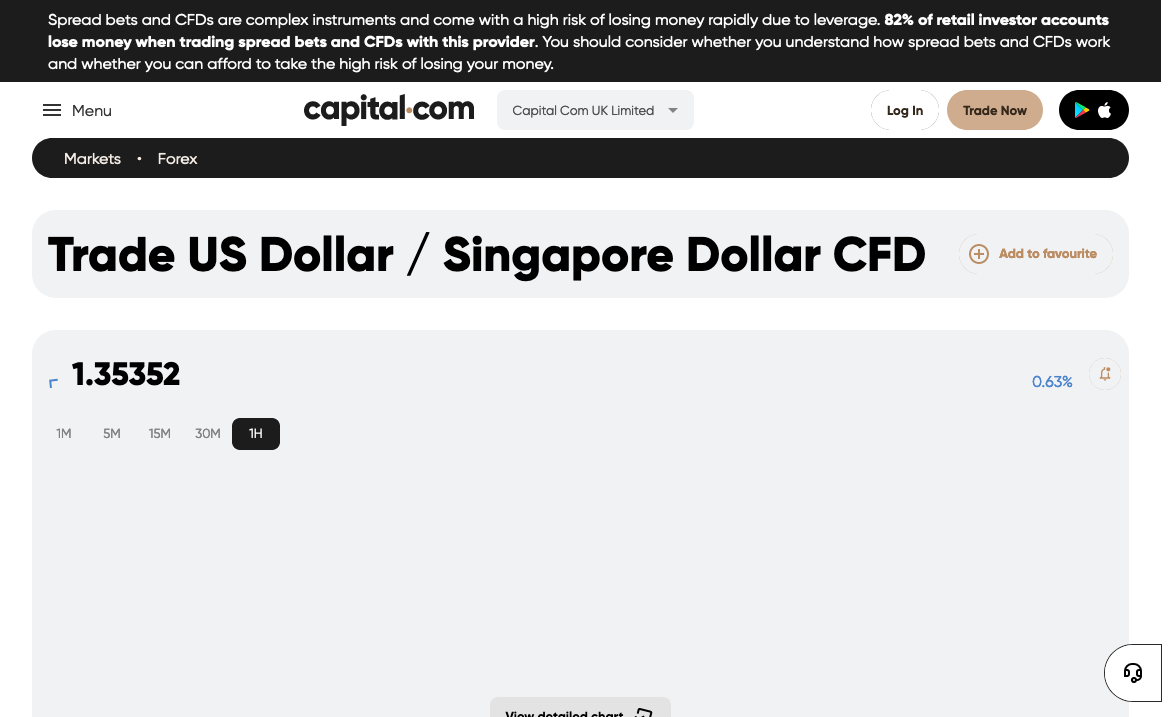 Spread bets and CFDs are complex instruments and come with a high risk of losing money rapidly due to leverage. 82% of retail investor accounts
lose money when trading spread bets and CFDs with this provider. You should consider whether you understand how spread bets and CFDs work
and whether you can afford to take the high risk of losing your money.
Menu
capital.com
Capital Com UK Limited
Log In
Trade Now
Markets • Forex
Trade US Dollar / Singapore Dollar CFD
Add to favourite
1.35352
0.63%
1M 5M 15M 30M 1H
View detailed chart